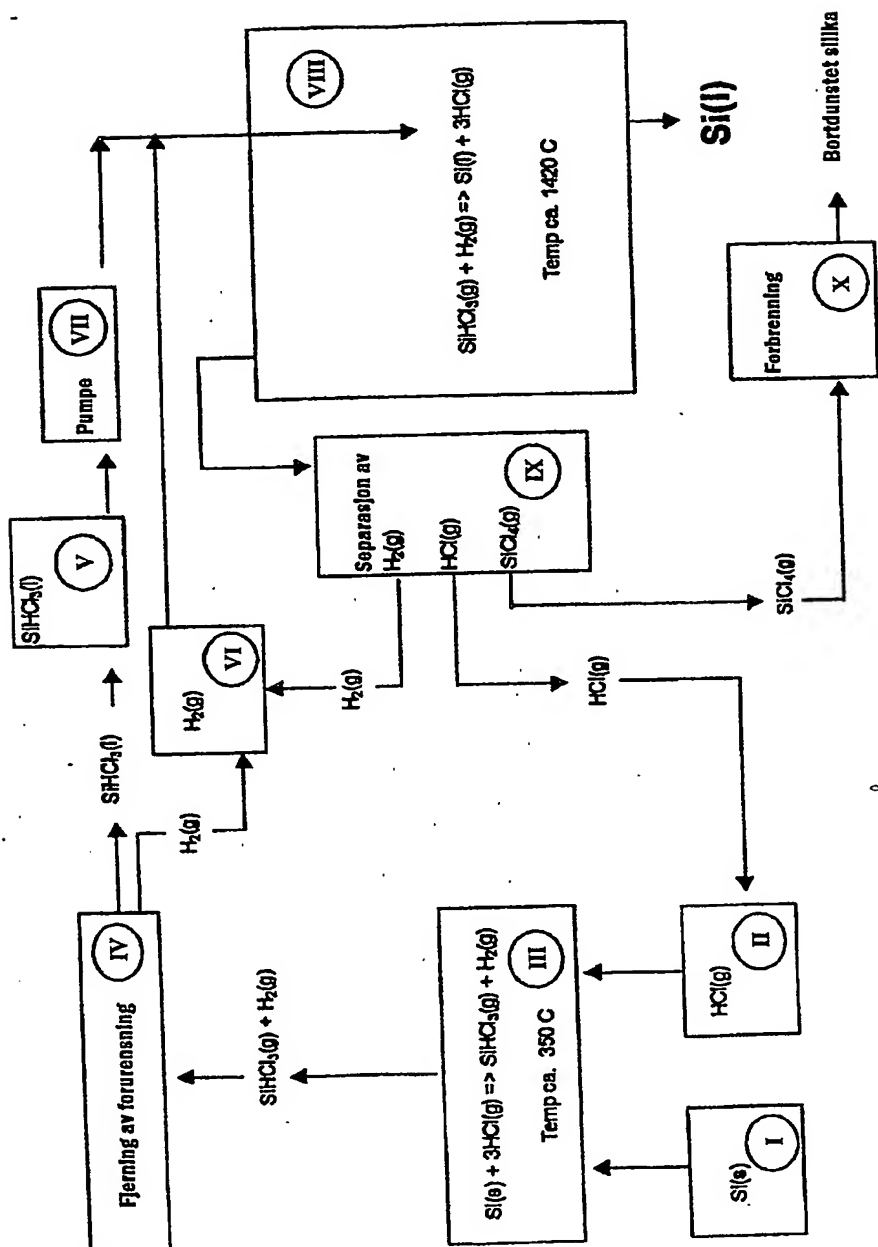 Fjerning av forurensning
IV
SiHCl₃(l)
H₂(g)
SiHCl₃(l)
V
Pumpe
VII
H₂(g)
VI
SiHCl₃(g) + H₂(g)
Si(s) + 3HCl(g) => SiHCl₃(g) + H₂(g)
Temp ca. 350 C
III
Si(s)
I
HCl(g)
II
H₂(g)
HCl(g)
SiCl₄(g)
Separasjon av
H₂(g)
HCl(g)
SiCl₄(g)
IX
VIII
SiHCl₃(g) + H₂(g) => Si(l) + 3HCl(g)
Temp ca. 1420 C
Si(l)
Forbrenning
X
Bortdunstet silika